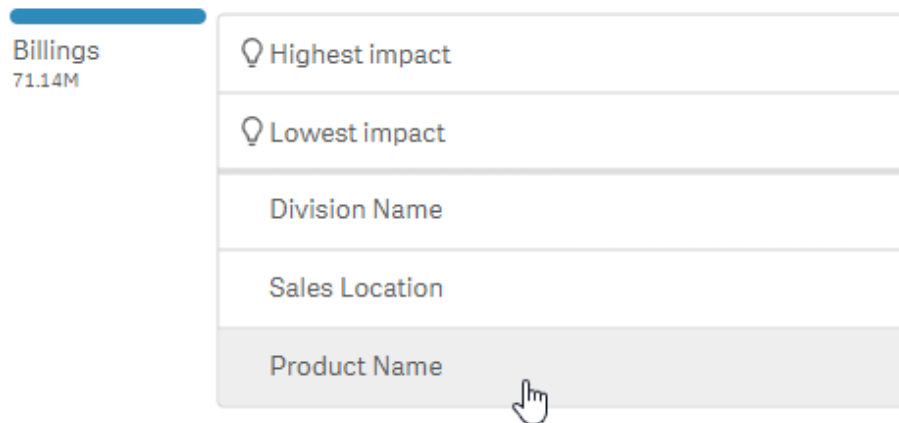 Billings
71.14M
Highest impact
Lowest impact
Division Name
Sales Location
Product Name